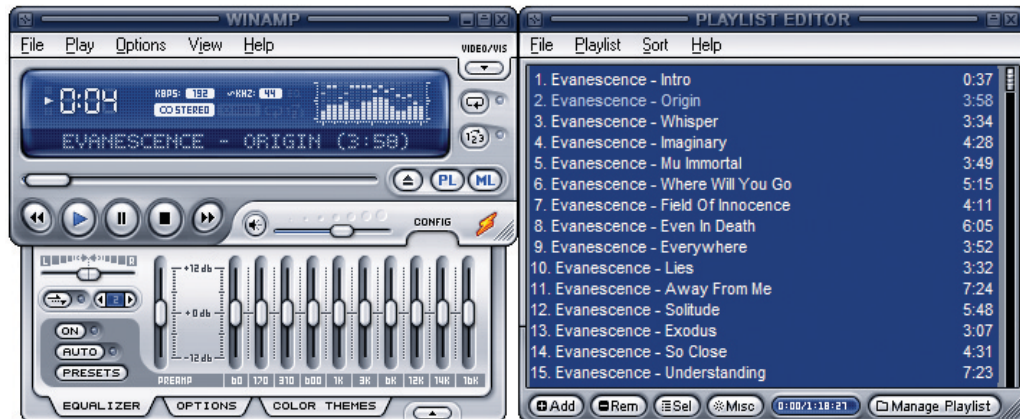 WINAMP
File Play Options View Help
VIDEO/VIS
0:04
KBPS: 192 KHZ: 44
STEREO
EVANESCENCE - ORIGIN (3:58)
123
PL ML
CONFIG
L R
+12 db
+0 db
-12 db
2
ON
AUTO
PRESETS
PREAMP 60 170 310 600 1K 3K 6K 12K 14K 16K
EQUALIZER OPTIONS COLOR THEMES
PLAYLIST EDITOR
File Playlist Sort Help
1. Evanescence - Intro 0:37
2. Evanescence - Origin 3:58
3. Evanescence - Whisper 3:34
4. Evanescence - Imaginary 4:28
5. Evanescence - Mu Immortal 3:49
6. Evanescence - Where Will You Go 5:15
7. Evanescence - Field Of Innocence 4:11
8. Evanescence - Even In Death 6:05
9. Evanescence - Everywhere 3:52
10. Evanescence - Lies 3:32
11. Evanescence - Away From Me 7:24
12. Evanescence - Solitude 5:48
13. Evanescence - Exodus 3:07
14. Evanescence - So Close 4:31
15. Evanescence - Understanding 7:23
Add Rem Sel Misc 0:00/1:18:27 Manage Playlist